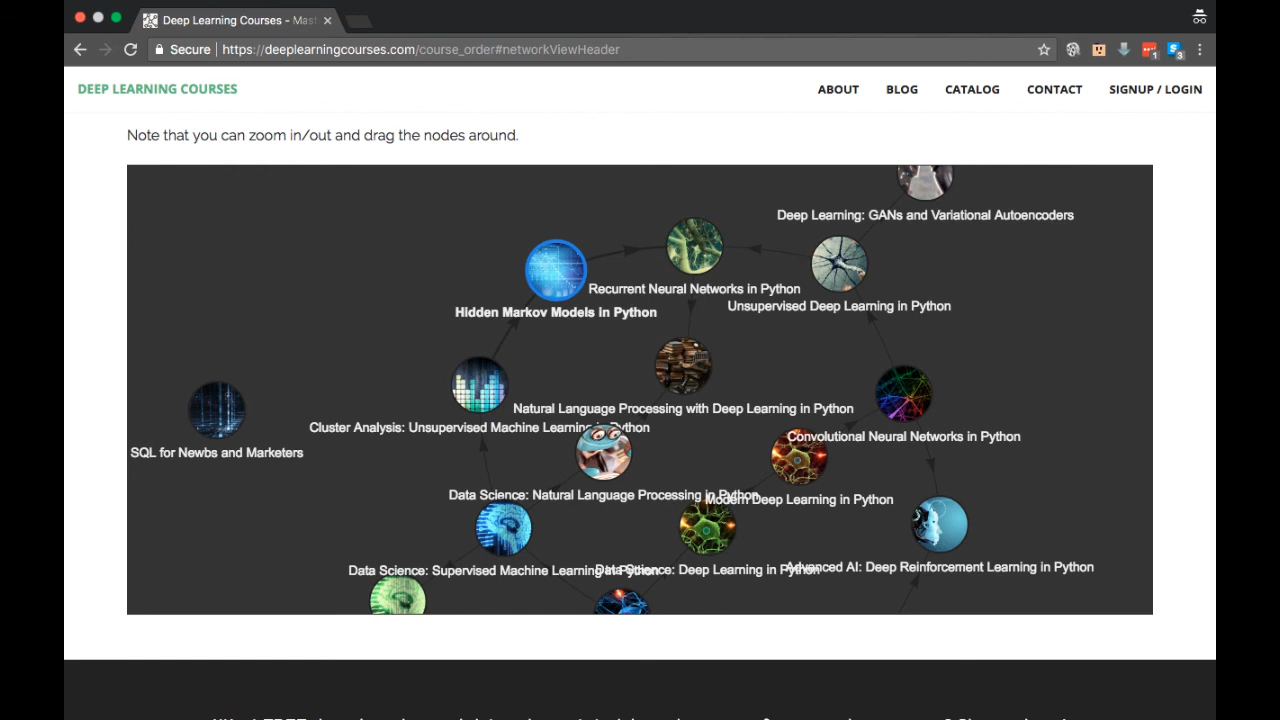 Deep Learning Courses - Mast
Secure
https://deeplearningcourses.com/course_order#networkViewHeader
1
3
DEEP LEARNING COURSES
ABOUT
BLOG
CATALOG
CONTACT
SIGNUP / LOGIN
Note that you can zoom in/out and drag the nodes around.
Deep Learning: GANs and Variational Autoencoders
Recurrent Neural Networks in Python
Unsupervised Deep Learning in Python
Hidden Markov Models in Python
Natural Language Processing with Deep Learning in Python
Cluster Analysis: Unsupervised Machine Learning in Python
Convolutional Neural Networks in Python
SQL for Newbs and Marketers
Data Science: Natural Language Processing in Python
Modern Deep Learning in Python
Data Science: Supervised Machine Learning in Python
Data Science: Deep Learning in Python
Advanced AI: Deep Reinforcement Learning in Python